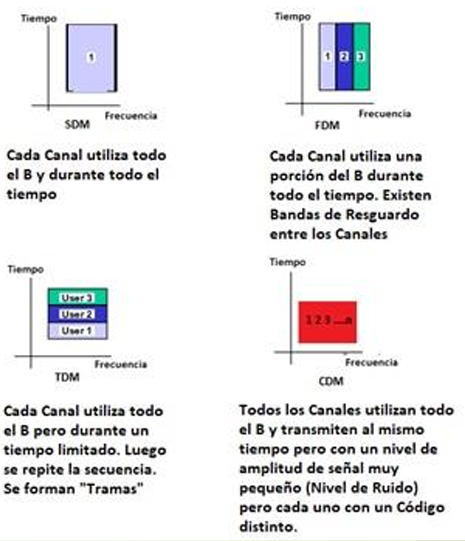 Tiempo
1
Frecuencia
SDM
Cada Canal utiliza todo
el B y durante todo el
tiempo
Tiempo
1 2 3
Frecuencia
FDM
Cada Canal utiliza una
porción del B durante
todo el tiempo. Existen
Bandas de Resguardo
entre los Canales
Tiempo
User 3
User 2
User 1
Frecuencia
TDM
Cada Canal utiliza todo
el B pero durante un
tiempo limitado. Luego
se repite la secuencia.
Se forman "Tramas"
Tiempo
1 2 3 ....n
Frecuencia
CDM
Todos los Canales utilizan todo
el B y transmiten al mismo
tiempo pero con un nivel de
amplitud de señal muy
pequeño (Nivel de Ruido)
pero cada uno con un Código
distinto.